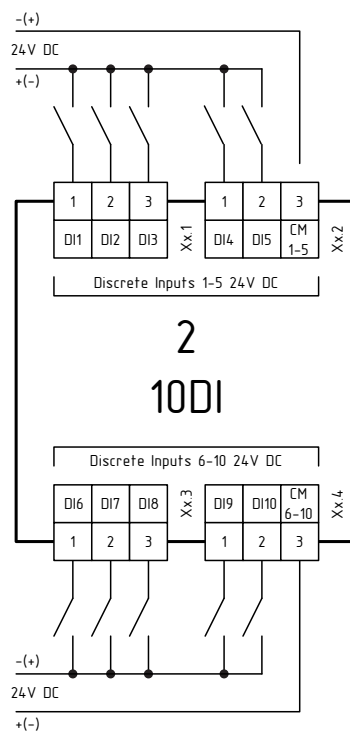 -(+)
24V DC
+(-)
1 2 3 1 2 3
DI1 DI2 DI3 Xx.1 DI4 DI5 CM 1-5 Xx.2
Discrete Inputs 1-5 24V DC
2
10DI
Discrete Inputs 6-10 24V DC
DI6 DI7 DI8 Xx.3 DI9 DI10 CM 6-10 Xx.4
1 2 3 1 2 3
-(+)
24V DC
+(-)